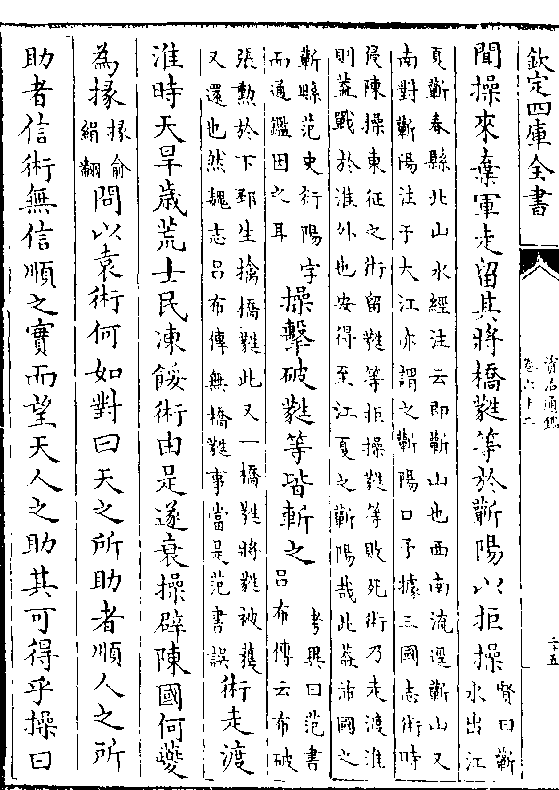 欽定四庫全書
資治通鑑
卷六十二
二十五
聞操來棄軍走留其將橋蕤等於蘄陽以拒操
賢曰蘄
水出江
夏蘄春縣北山水經注云即蘄山也西南流逕蘄山又
南對蘄陽注于大江亦謂之蘄陽口予據三國志術時
侵陳操東征之術留蕤等拒操蕤等敗死術乃走渡淮
則葢戰於淮外也安得至江夏之蘄陽哉此葢沛國之
蘄縣范史衍陽字
而通鑑因之耳
操擊破蕤等皆斬之
考異曰范書
吕布傳云布破
張勲於下邳生擒橋蕤此又一橋蕤將蕤被獲
又還也然魏志吕布傳無橋蕤事當是范書誤
術走渡
淮時天旱歲荒士民凍餒術由是遂衰操辟陳國何夔
為掾
掾俞
絹翻
問以袁術何如對曰天之所助者順人之所
助者信術無信順之實而望天人之助其可得乎操曰